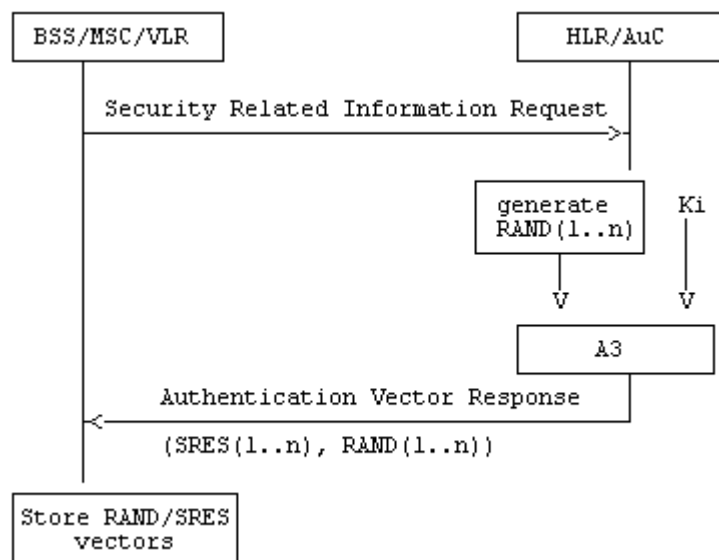 BSS/MSC/VLR
HLR/AuC
Security Related Information Request
generate
RAND(1..n)
Ki
V
V
A3
Authentication Vector Response
(SRES(1..n), RAND(1..n))
Store RAND/SRES
vectors